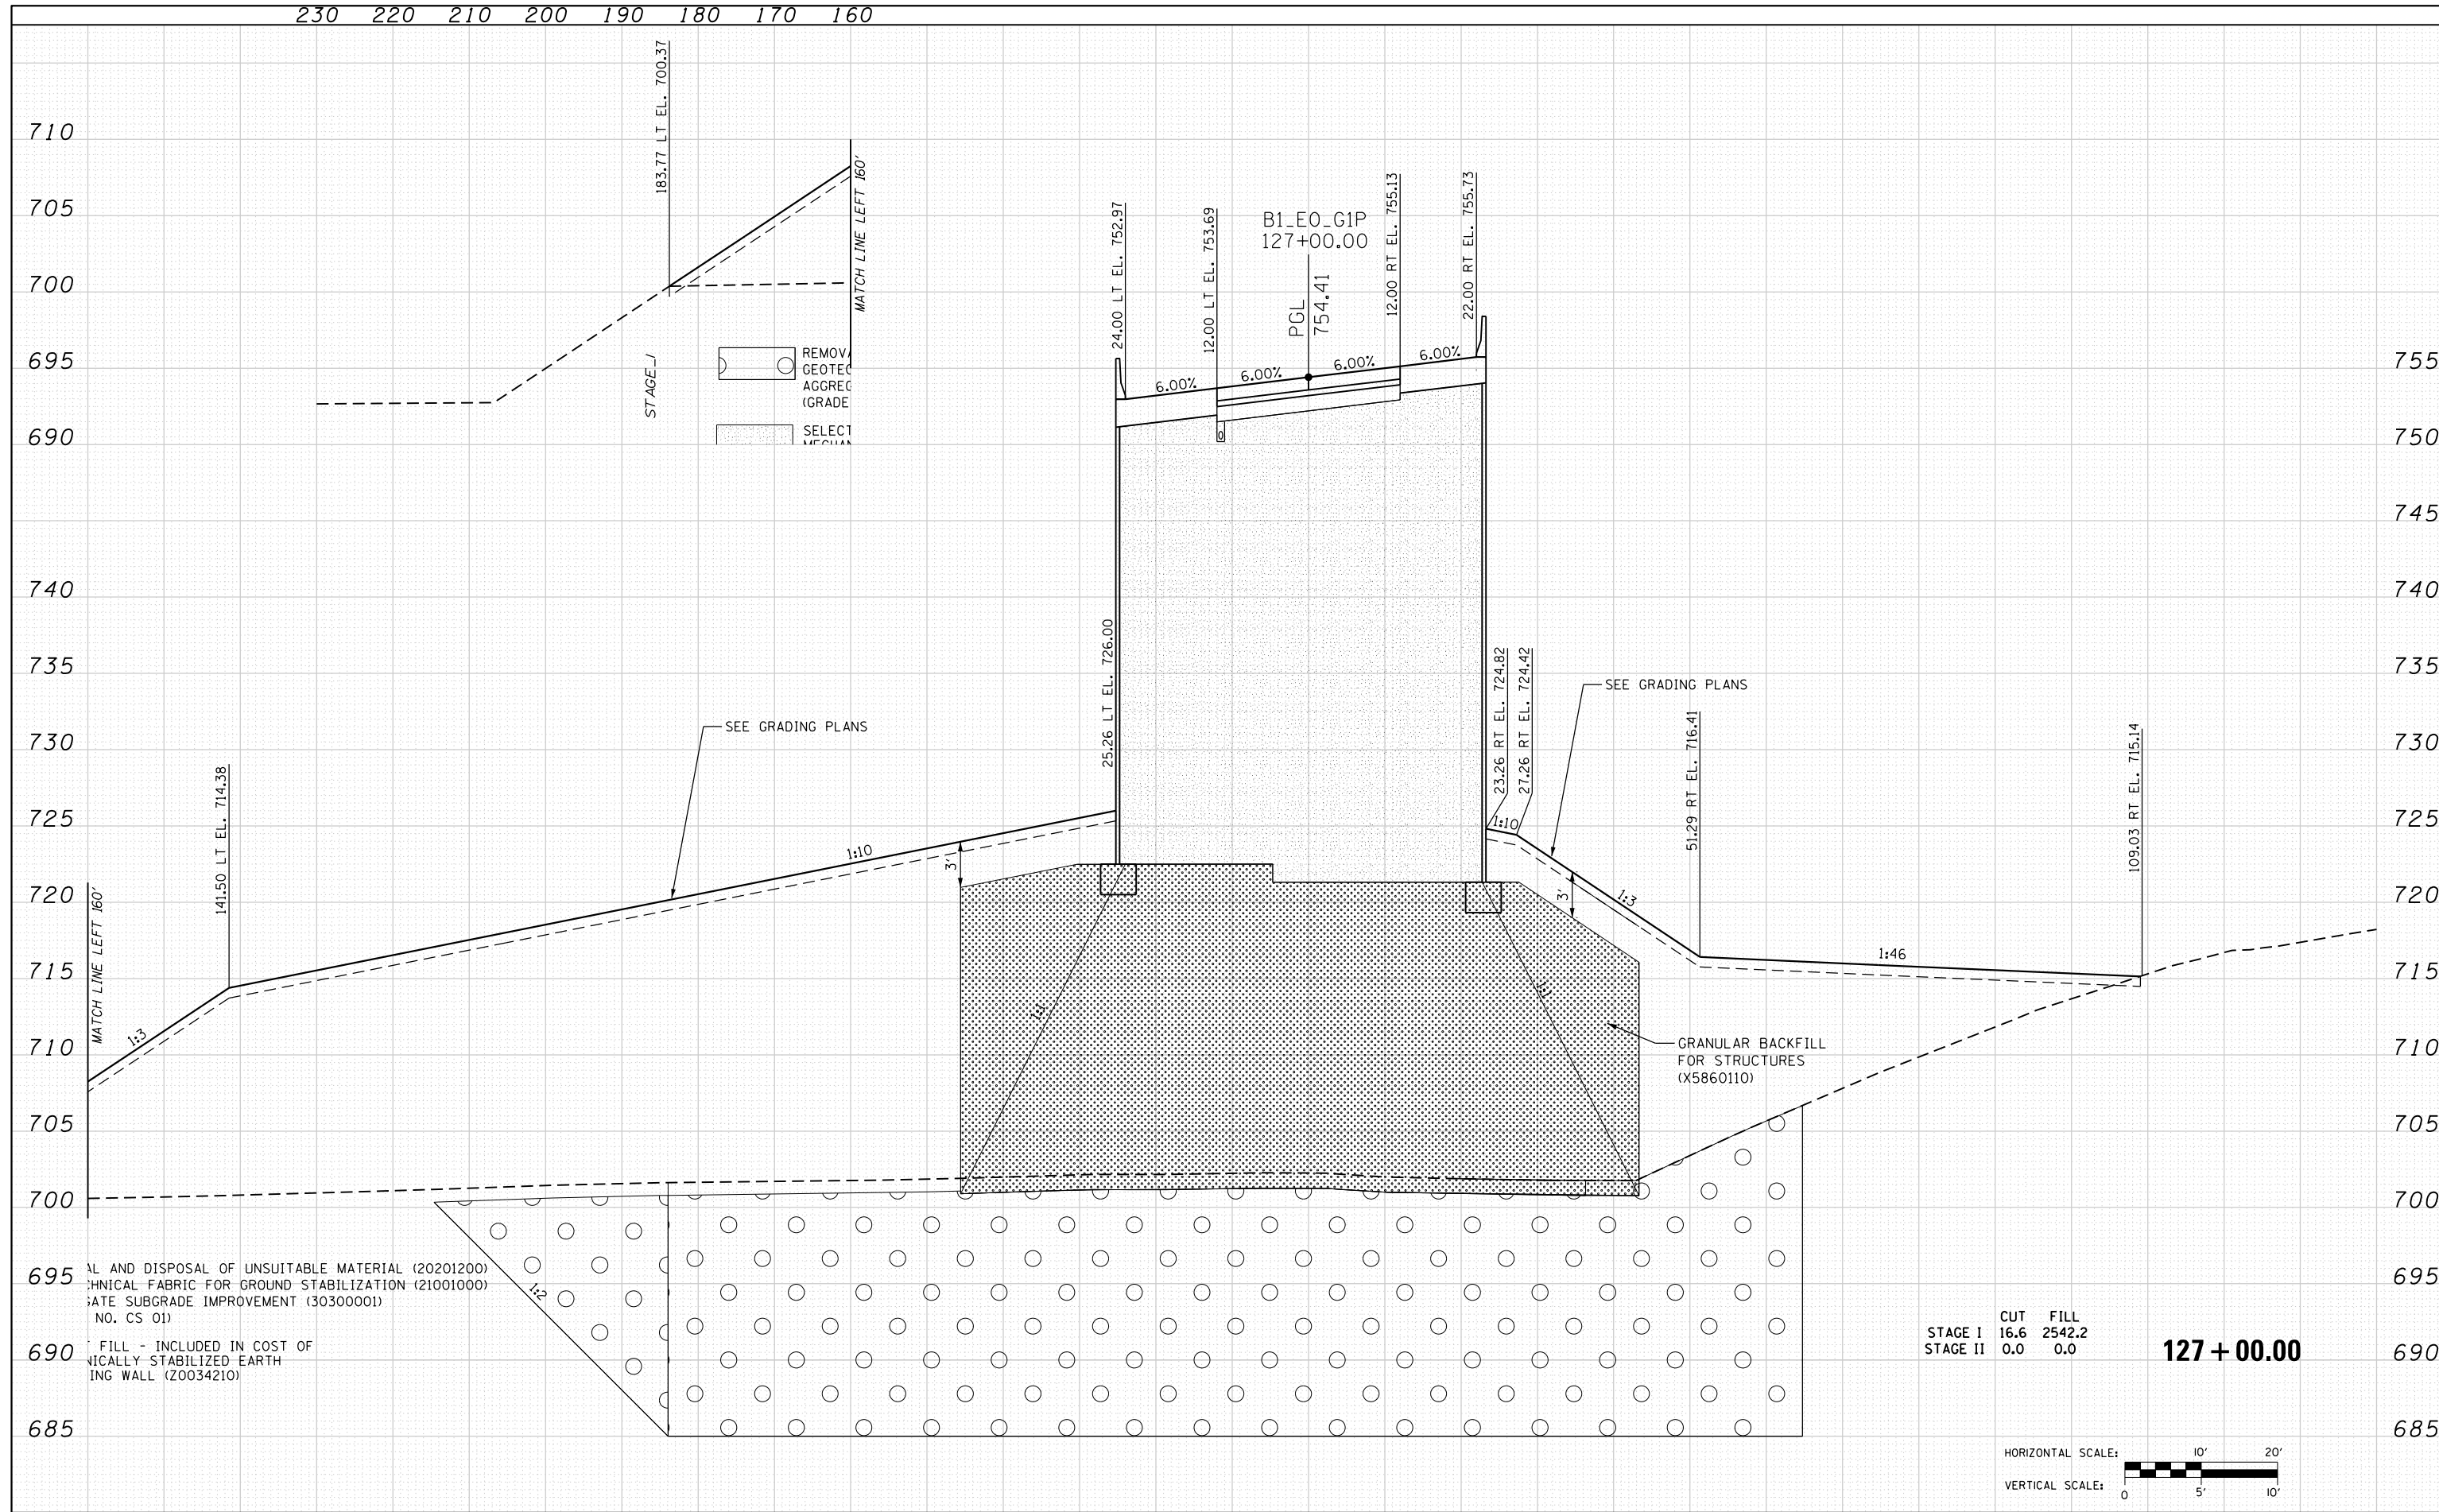 230 220 210 200 190 180 170 160
183.77 LT EL. 700.37
MATCH LINE LEFT 160'
710
705
700
695
690
STAGE_I
REMOVA
GEOTEC
AGGREG
(GRADE
SELECT
24.00 LT EL. 752.97
12.00 LT EL. 753.69
B1_EO_G1P
127+00.00
PGL
754.41
12.00 RT EL. 755.13
22.00 RT EL. 755.73
6.00%
6.00%
6.00%
6.00%
755
750
745
740
735
730
725
720
715
710
705
700
695
690
685
740
735
730
725
720
715
710
705
700
695
690
685
25.26 LT EL. 726.00
23.26 RT EL. 724.82
27.26 RT EL. 724.42
SEE GRADING PLANS
SEE GRADING PLANS
51.29 RT EL. 716.41
109.03 RT EL. 715.14
141.50 LT EL. 714.38
MATCH LINE LEFT 160'
1:3
1:10
3'
1:10
3'
1:3
1:46
1:1
1:1
GRANULAR BACKFILL
FOR STRUCTURES
(X5860110)
1:2
AL AND DISPOSAL OF UNSUITABLE MATERIAL (20201200)
CHNICAL FABRIC FOR GROUND STABILIZATION (21001000)
GATE SUBGRADE IMPROVEMENT (30300001)
NO. CS 01)
T FILL - INCLUDED IN COST OF
NICALLY STABILIZED EARTH
ING WALL (Z0034210)
CUT FILL
STAGE I 16.6 2542.2
STAGE II 0.0 0.0
127+00.00
HORIZONTAL SCALE: 10' 20'
VERTICAL SCALE: 0 5' 10'